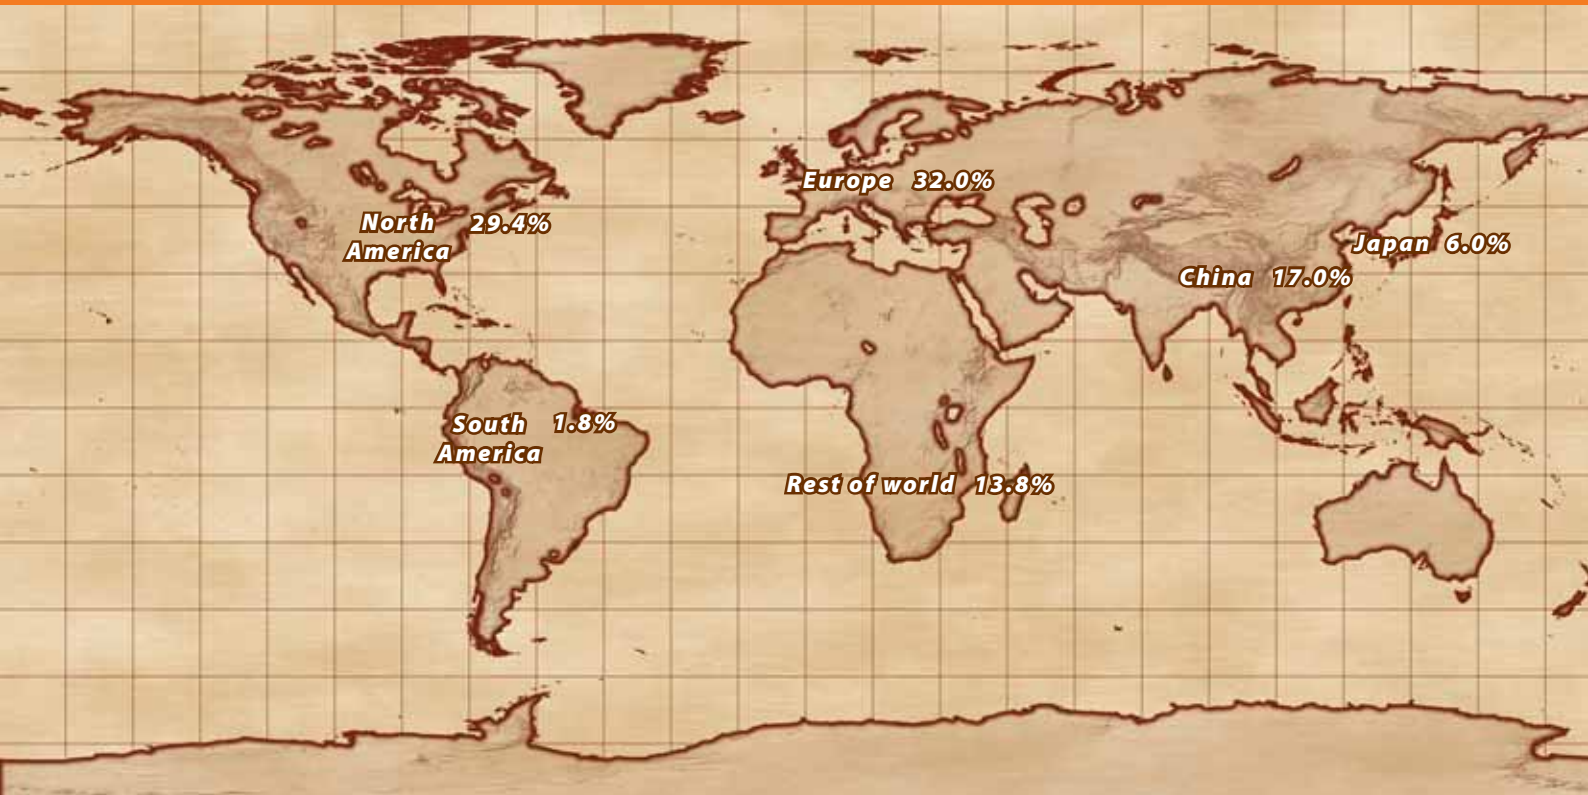 Europe 32.0%
North 29.4%
America
Japan 6.0%
China 17.0%
South 1.8%
America
Rest of world 13.8%